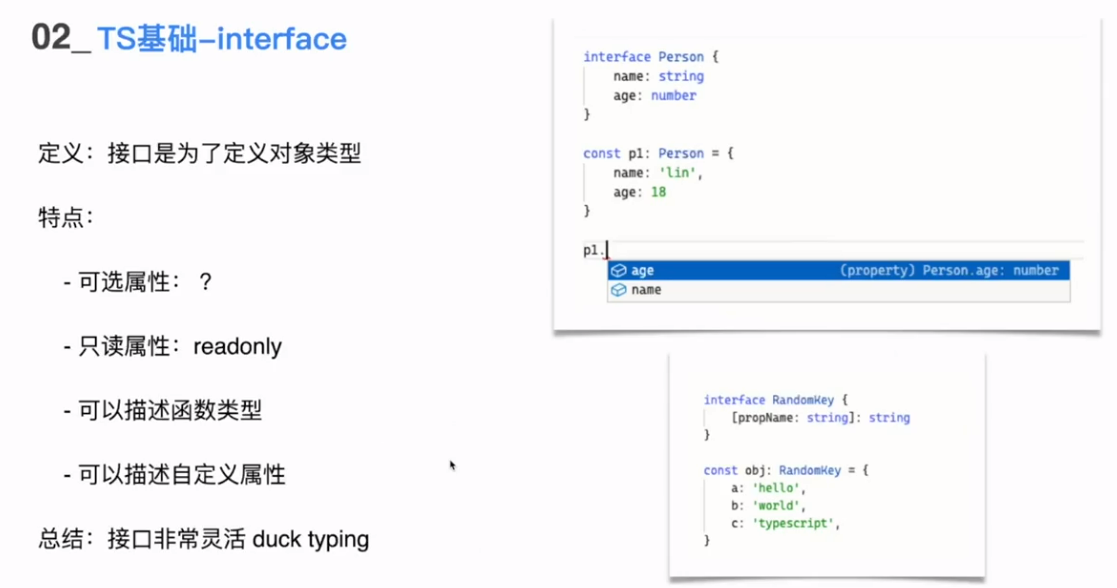 02_ TS基础-interface
定义：接口是为了定义对象类型
特点：
- 可选属性： ？
- 只读属性：readonly
- 可以描述函数类型
- 可以描述自定义属性
总结：接口非常灵活 duck typing
interface Person {
name: string
age: number
}
const p1: Person = {
name: 'lin',
age: 18
}
p1.
age (property) Person.age: number
name
interface RandomKey {
[propName: string]: string
}
const obj: RandomKey = {
a: 'hello',
b: 'world',
c: 'typescript',
}